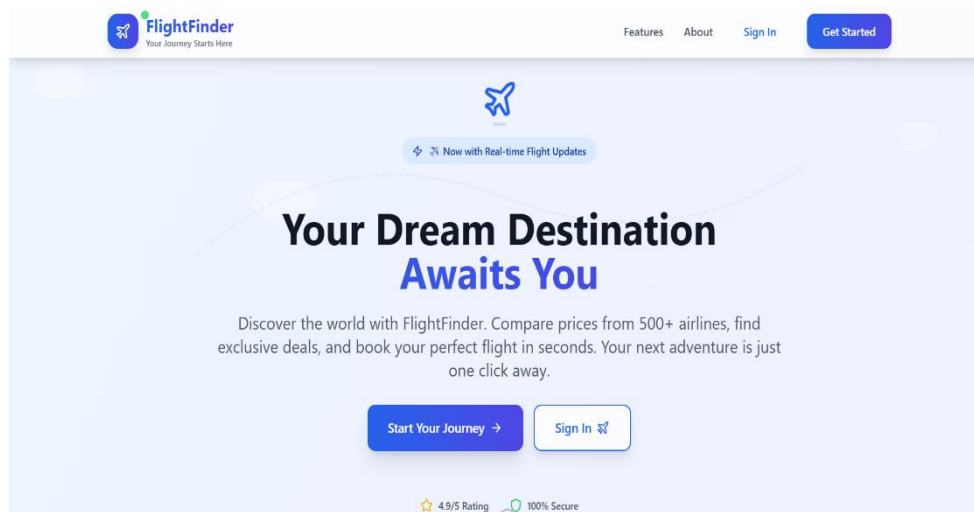 FlightFinder
Your Journey Starts Here
Features
About
Sign In
Get Started
Now with Real-time Flight Updates
Your Dream Destination
Awaits You
Discover the world with FlightFinder. Compare prices from 500+ airlines, find
exclusive deals, and book your perfect flight in seconds. Your next adventure is just
one click away.
Start Your Journey →
Sign In
4.9/5 Rating
100% Secure